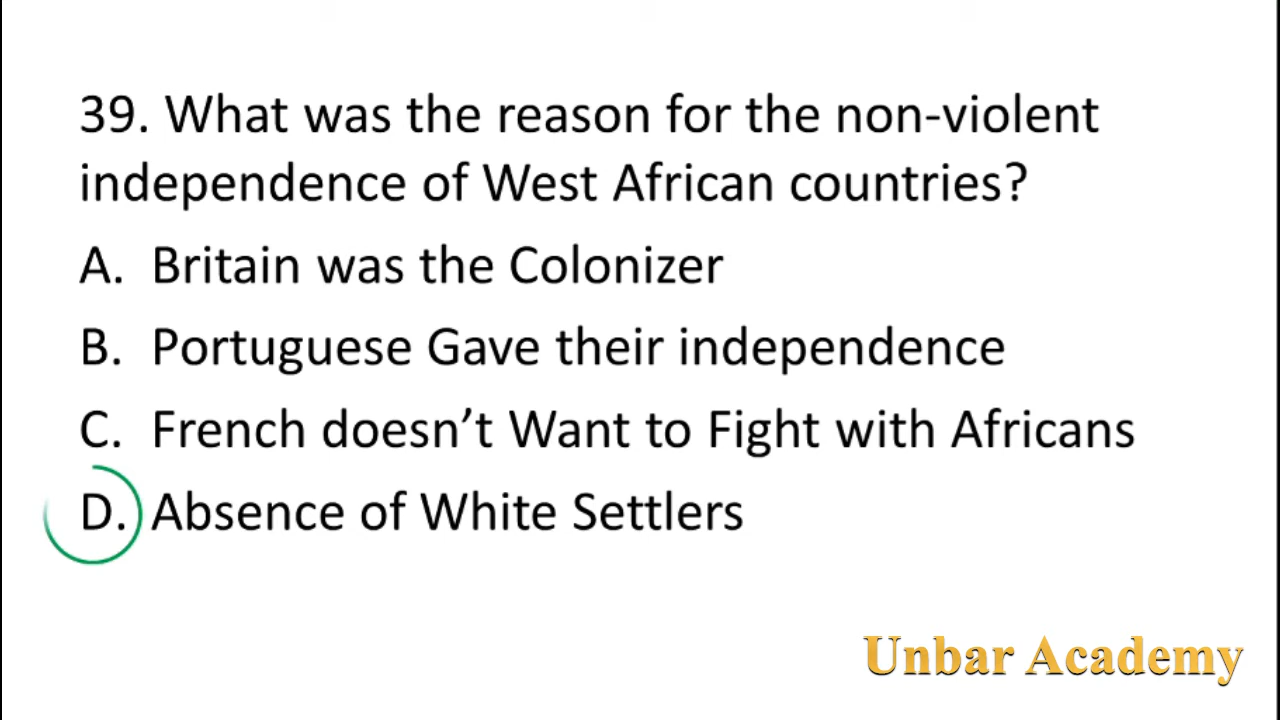 39. What was the reason for the non-violent
independence of West African countries?
A. Britain was the Colonizer
B. Portuguese Gave their independence
C. French doesn’t Want to Fight with Africans
D. Absence of White Settlers
Unbar Academy